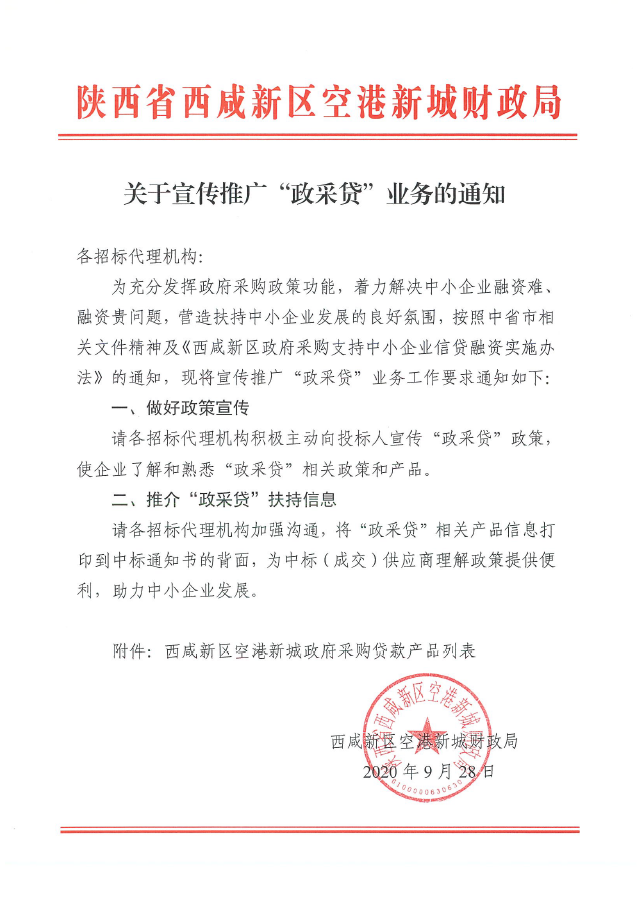 陕西省西咸新区空港新城财政局
关于宣传推广“政采贷”业务的通知
各招标代理机构：
为充分发挥政府采购政策功能，着力解决中小企业融资难、
融资贵问题，营造扶持中小企业发展的良好氛围，按照中省市相
关文件精神及《西咸新区政府采购支持中小企业信贷融资实施办
法》的通知，现将宣传推广“政采贷”业务工作要求通知如下：
一、做好政策宣传
请各招标代理机构积极主动向投标人宣传“政采贷”政策，
使企业了解和熟悉“政采贷”相关政策和产品。
二、推介“政采贷”扶持信息
请各招标代理机构加强沟通，将“政采贷”相关产品信息打
印到中标通知书的背面，为中标（成交）供应商理解政策提供便
利，助力中小企业发展。
附件：西咸新区空港新城政府采购贷款产品列表
陕西省西咸新区空港新城财政局
西咸新区空港新城财政局
2020年9月28日